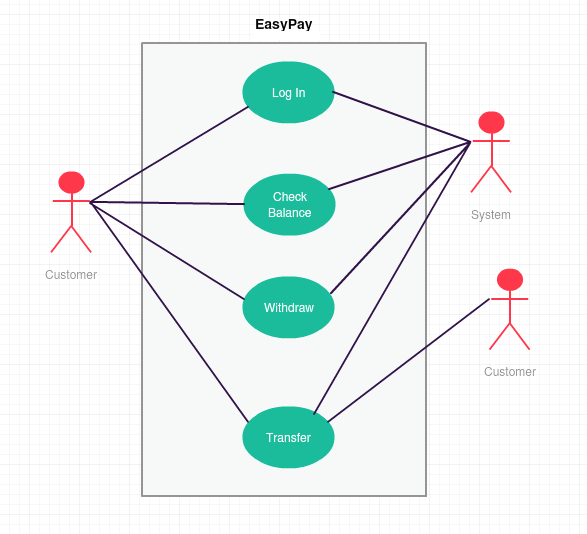 EasyPay
Log In
Check
Balance
Withdraw
Transfer
Customer
System
Customer